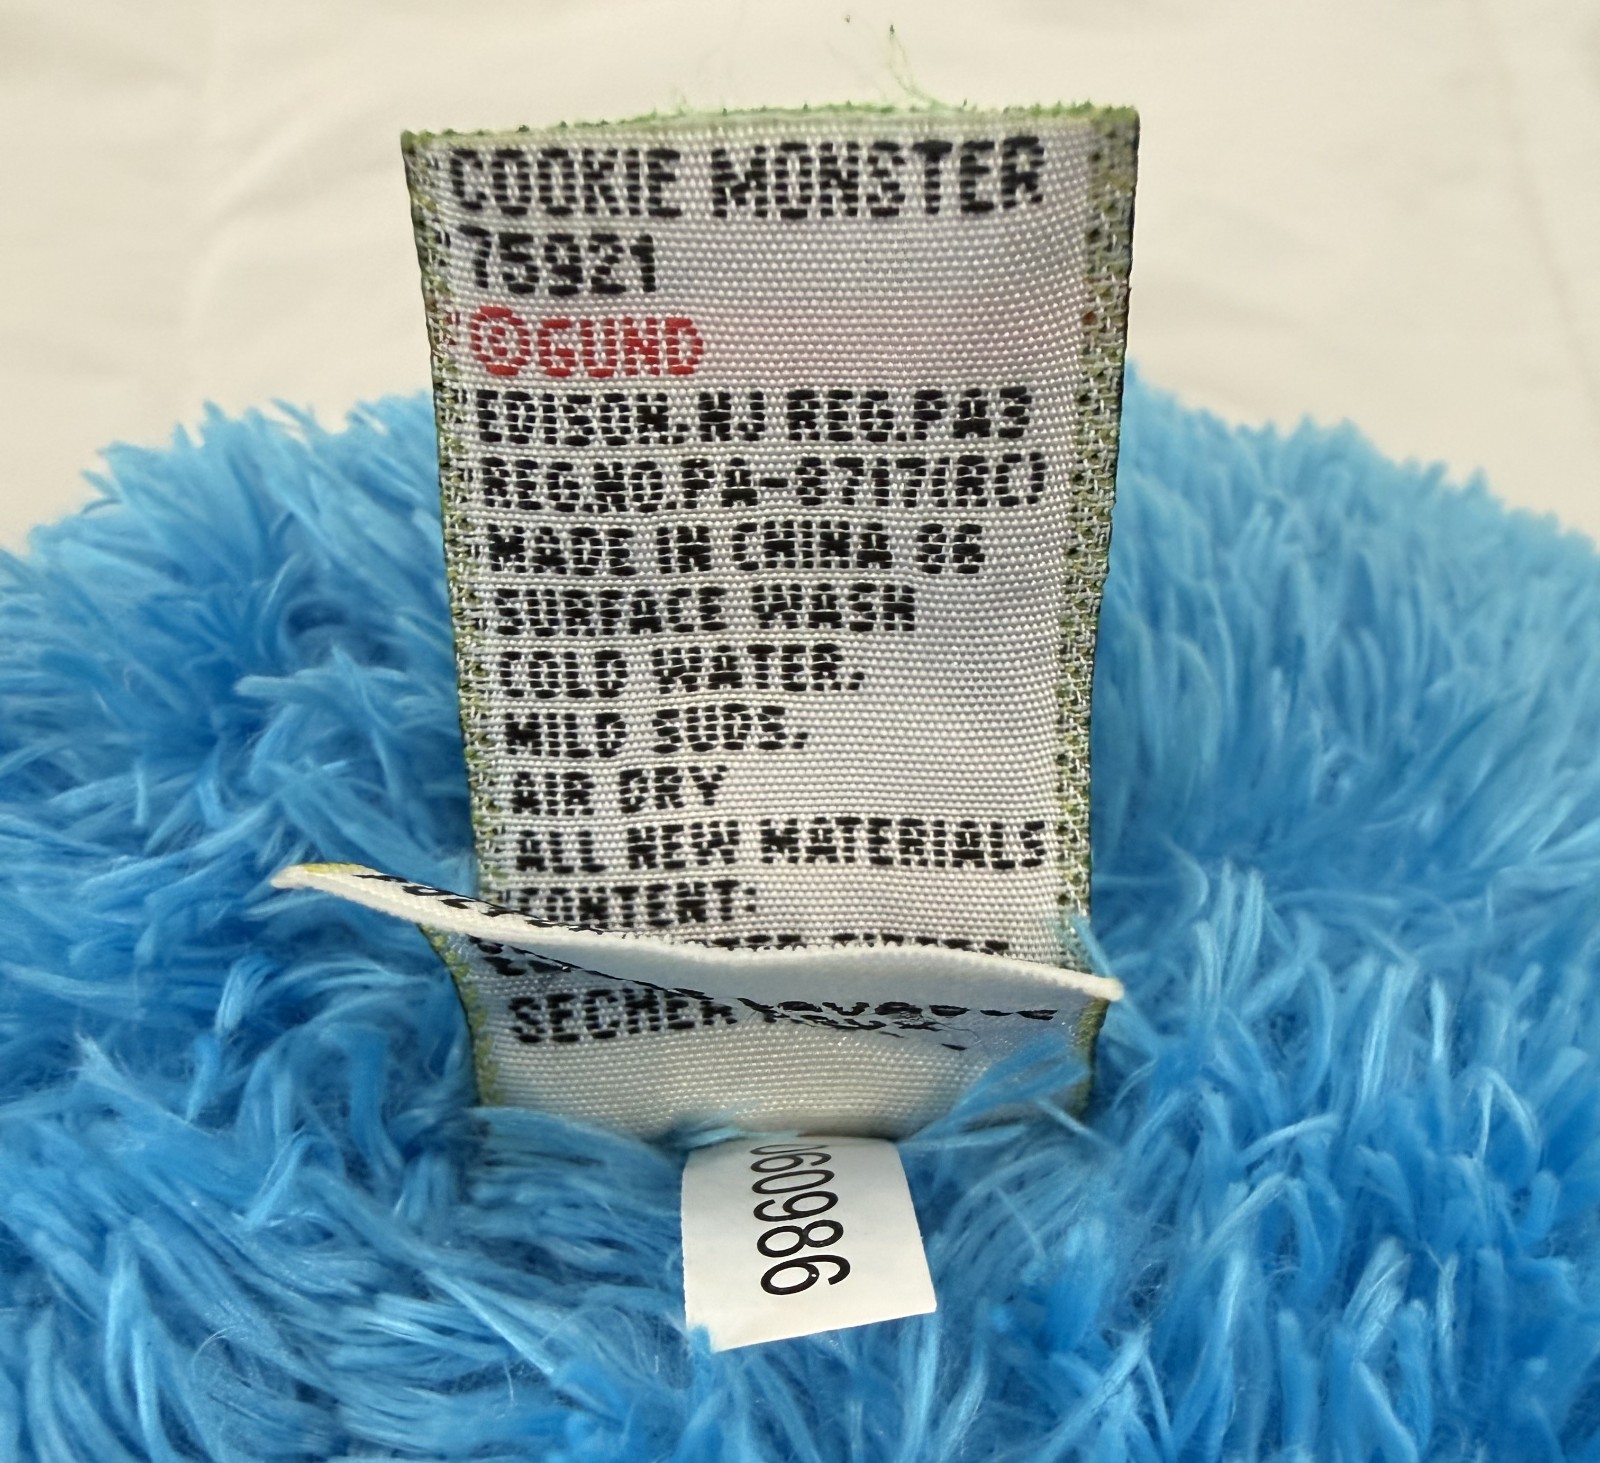 COOKIE MONSTER
75921
©GUND
EDISON, NJ REG.PA3
REG.NO.PA-8717(RC)
MADE IN CHINA 06
SURFACE WASH
COLD WATER,
MILD SUDS,
AIR DRY
ALL NEW MATERIALS
CONTENT:
060986